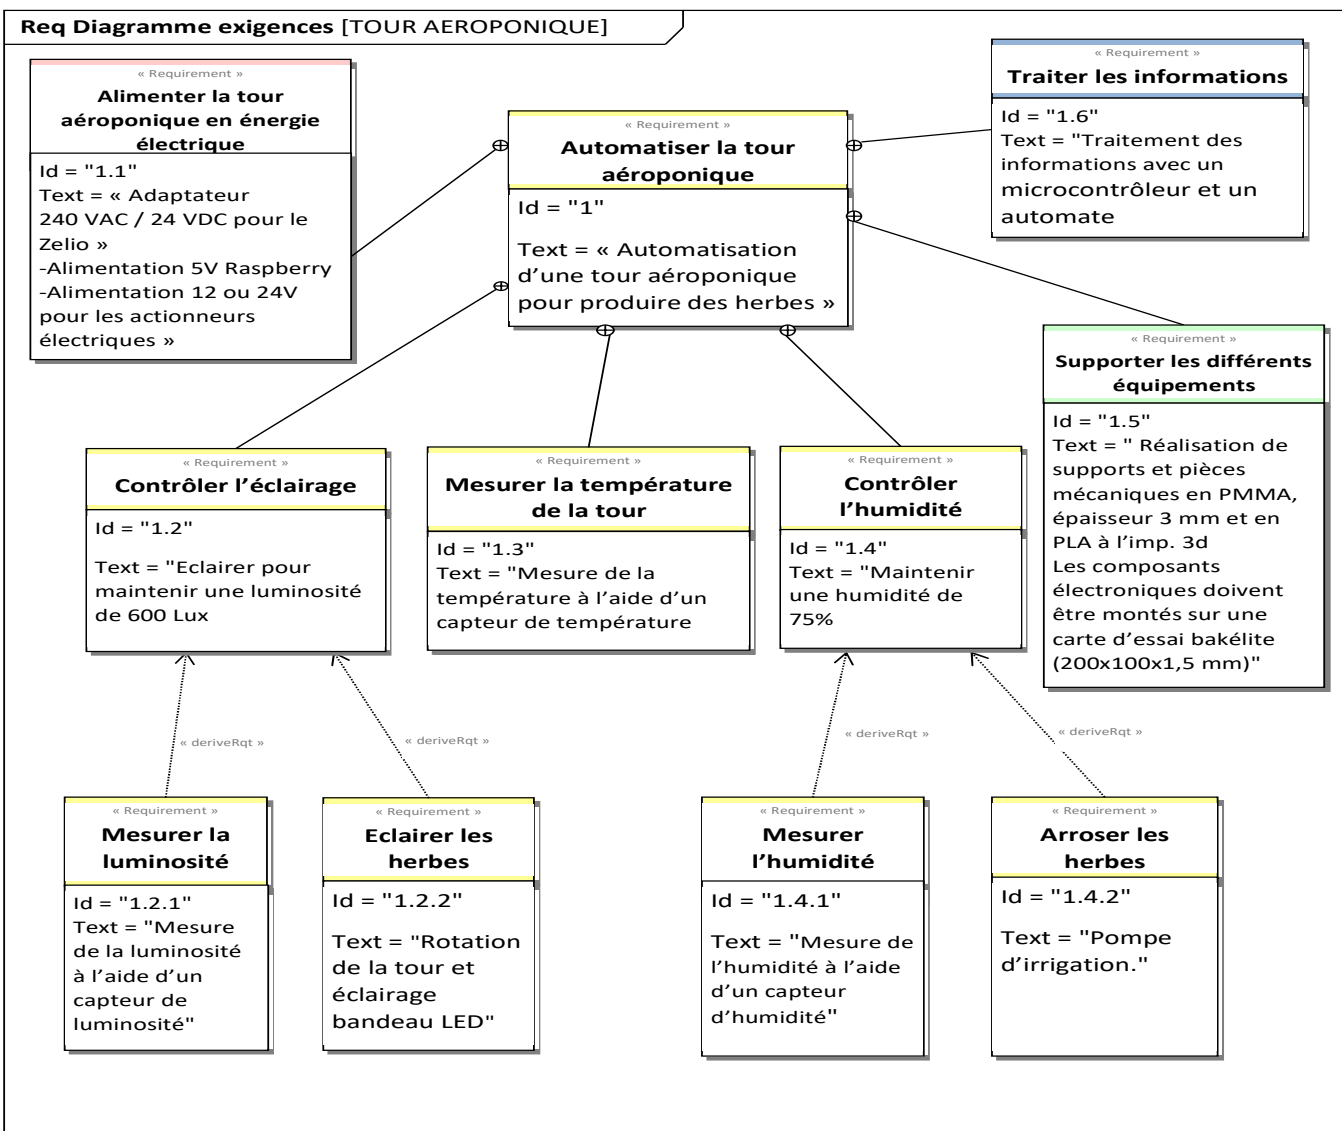 Req Diagramme exigences [TOUR AEROPONIQUE]
« Requirement »
Alimenter la tour
aéroponique en énergie
électrique
Id = "1.1"
Text = « Adaptateur
240 VAC / 24 VDC pour le
Zelio »
-Alimentation 5V Raspberry
-Alimentation 12 ou 24V
pour les actionneurs
électriques »
« Requirement »
Automatiser la tour
aéroponique
Id = "1"
Text = « Automatisation
d’une tour aéroponique
pour produire des herbes »
« Requirement »
Traiter les informations
Id = "1.6"
Text = "Traitement des
informations avec un
microcontrôleur et un
automate
« Requirement »
Supporter les différents
équipements
Id = "1.5"
Text = " Réalisation de
supports et pièces
mécaniques en PMMA,
épaisseur 3 mm et en
PLA à l’imp. 3d
Les composants
électroniques doivent
être montés sur une
carte d’essai bakélite
(200x100x1,5 mm)"
« Requirement »
Contrôler l’éclairage
Id = "1.2"
Text = "Eclairer pour
maintenir une luminosité
de 600 Lux
« Requirement »
Mesurer la température
de la tour
Id = "1.3"
Text = "Mesure de la
température à l’aide d’un
capteur de température
« Requirement »
Contrôler
l’humidité
Id = "1.4"
Text = "Maintenir
une humidité de
75%
« deriveRqt »
« deriveRqt »
« deriveRqt »
« deriveRqt »
« Requirement »
Mesurer la
luminosité
Id = "1.2.1"
Text = "Mesure
de la luminosité
à l’aide d’un
capteur de
luminosité"
« Requirement »
Eclairer les
herbes
Id = "1.2.2"
Text = "Rotation
de la tour et
éclairage
bandeau LED"
« Requirement »
Mesurer
l’humidité
Id = "1.4.1"
Text = "Mesure de
l’humidité à l’aide
d’un capteur
d’humidité"
« Requirement »
Arroser les
herbes
Id = "1.4.2"
Text = "Pompe
d’irrigation."